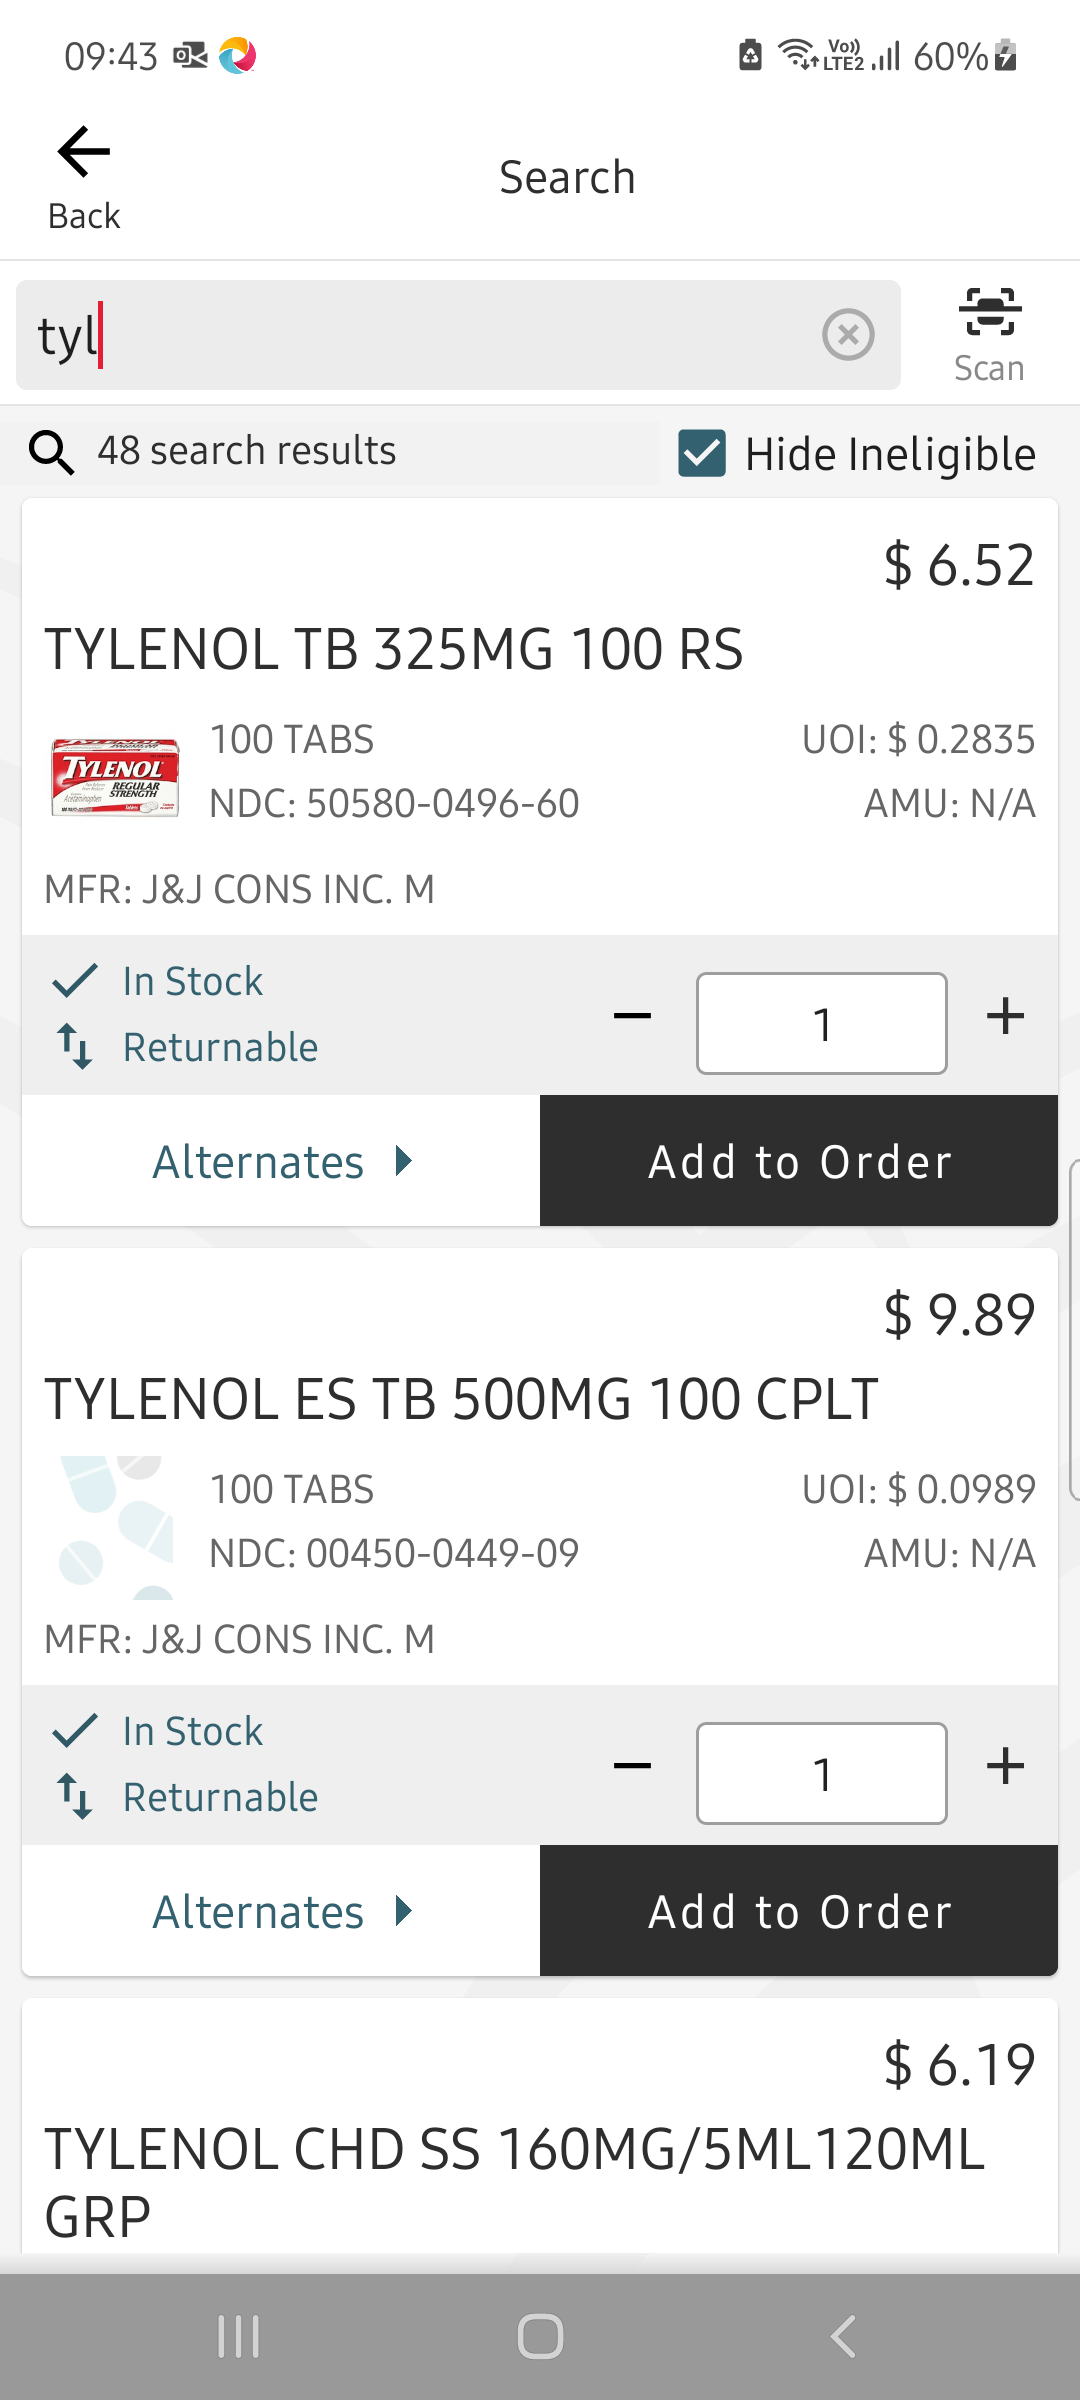 09:43
Vo)) LTE2 60%
Back
Search
tyl
Scan
48 search results
Hide Ineligible
$ 6.52
TYLENOL TB 325MG 100 RS
TYLENOL
REGULAR
STRENGTH
Acetaminophen
100 TABS
UOI: $ 0.2835
NDC: 50580-0496-60
AMU: N/A
MFR: J&J CONS INC. M
In Stock
Returnable
1
Alternates
Add to Order
$ 9.89
TYLENOL ES TB 500MG 100 CPLT
100 TABS
UOI: $ 0.0989
NDC: 00450-0449-09
AMU: N/A
MFR: J&J CONS INC. M
In Stock
Returnable
1
Alternates
Add to Order
$ 6.19
TYLENOL CHD SS 160MG/5ML120ML
GRP